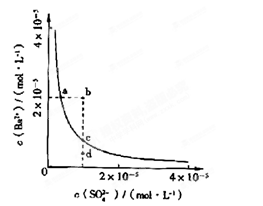 c (Ba²⁺) / (mol · L⁻¹)
4×10⁻⁵
2×10⁻⁵
a
b
c
d
0
2×10⁻⁵
4×10⁻⁵
c (SO₄²⁻) / (mol · L⁻¹)